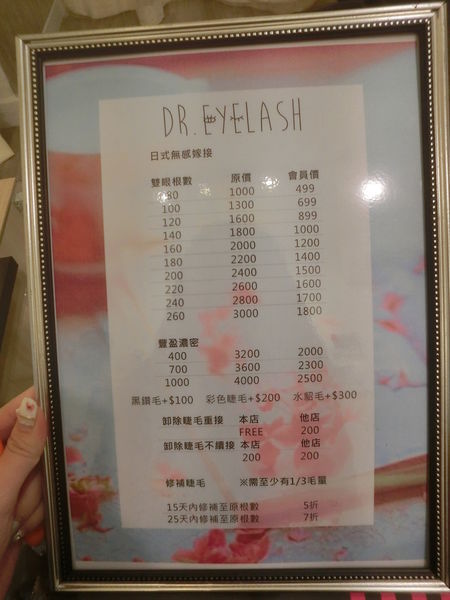 DR. EYELASH
日式無感嫁接
雙眼根數 原價 會員價
80 1000 499
100 1300 699
120 1600 899
140 1800 1000
160 2000 1200
180 2200 1400
200 2400 1500
220 2600 1600
240 2800 1700
260 3000 1800
豐盈濃密
400 3200 2000
700 3600 2300
1000 4000 2500
黑鑽毛+$100 彩色睫毛+$200 水貂毛+$300
卸除睫毛重接 本店 他店
FREE 200
卸除睫毛不續接 本店 他店
200 200
修補睫毛 ※需至少有1/3毛量
15天內修補至原根數 5折
25天內修補至原根數 7折